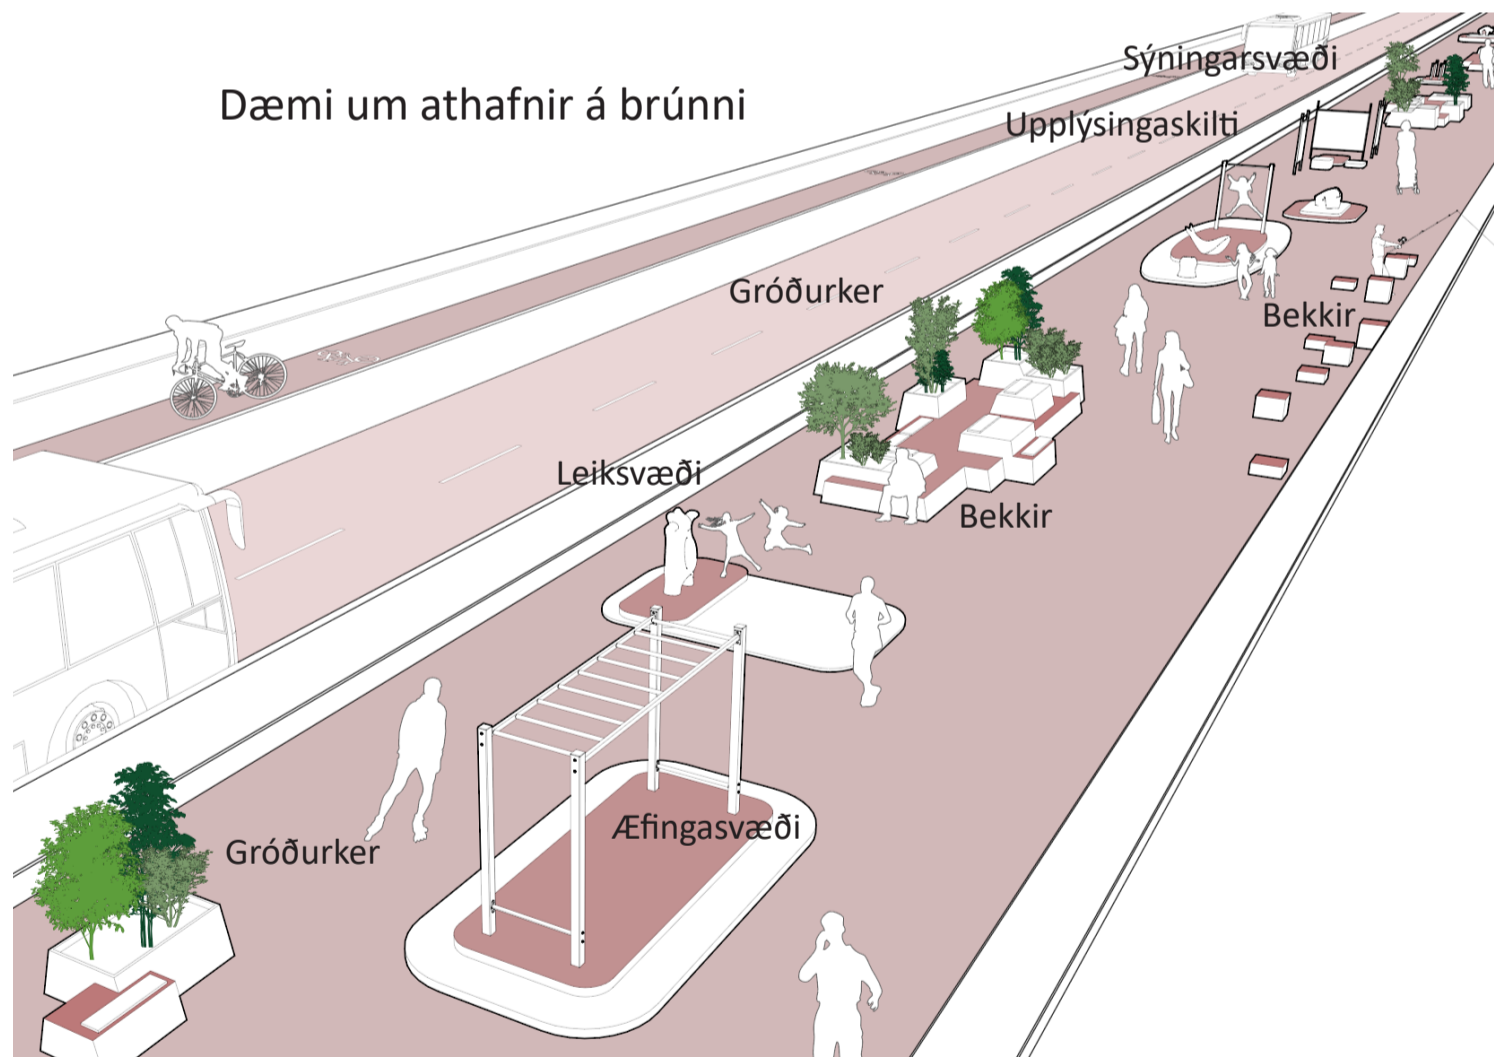 Sýningarsvæði
Dæmi um athafnir á brúnni
Upplýsingaskilti
Gróðurker
Bekkir
Leiksvæði
Bekkir
Æfingasvæði
Gróðurker